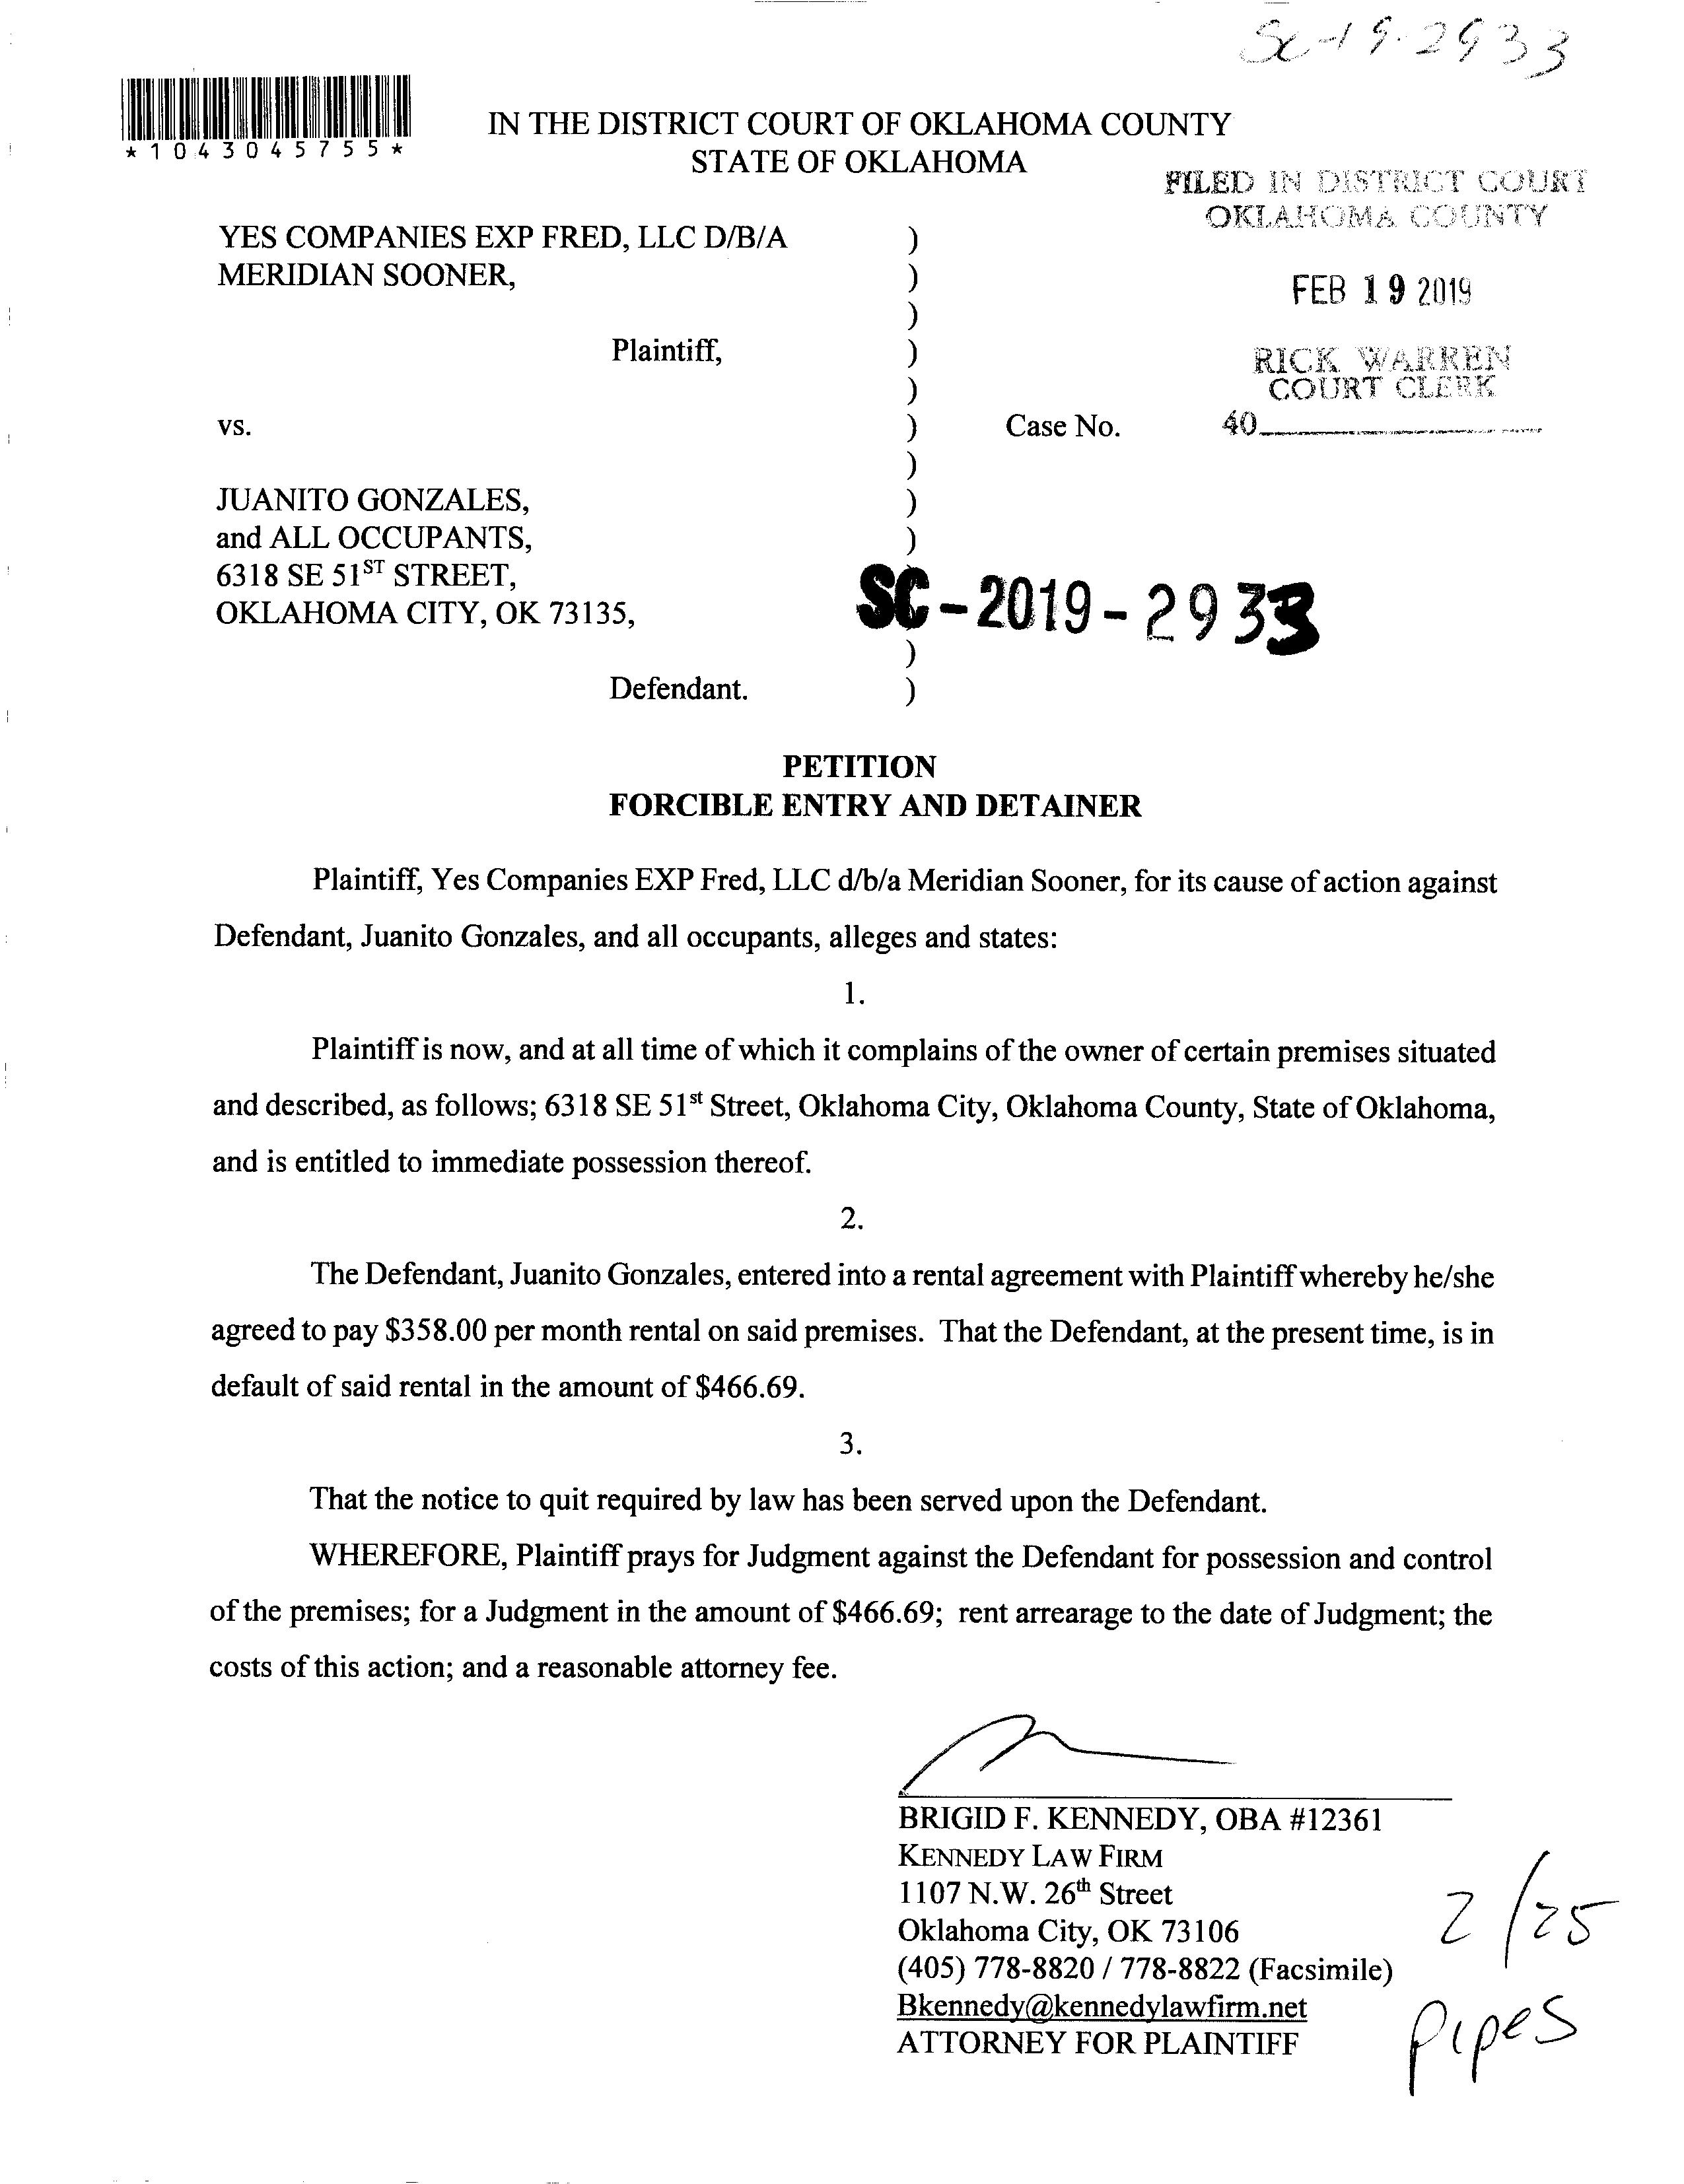 SC-19-2933
*1043045755*
IN THE DISTRICT COURT OF OKLAHOMA COUNTY
STATE OF OKLAHOMA
FILED IN DISTRICT COURT
OKLAHOMA COUNTY
FEB 19 2019
RICK WARREN
COURT CLERK
40
YES COMPANIES EXP FRED, LLC D/B/A )
MERIDIAN SOONER, )
)
Plaintiff, )
)
vs. ) Case No.
)
JUANITO GONZALES, )
and ALL OCCUPANTS, )
6318 SE 51ST STREET,
OKLAHOMA CITY, OK 73135,
SC-2019-2933
)
Defendant. )
PETITION
FORCIBLE ENTRY AND DETAINER
Plaintiff, Yes Companies EXP Fred, LLC d/b/a Meridian Sooner, for its cause of action against
Defendant, Juanito Gonzales, and all occupants, alleges and states:
1.
Plaintiff is now, and at all time of which it complains of the owner of certain premises situated
and described, as follows; 6318 SE 51st Street, Oklahoma City, Oklahoma County, State of Oklahoma,
and is entitled to immediate possession thereof.
2.
The Defendant, Juanito Gonzales, entered into a rental agreement with Plaintiff whereby he/she
agreed to pay $358.00 per month rental on said premises. That the Defendant, at the present time, is in
default of said rental in the amount of $466.69.
3.
That the notice to quit required by law has been served upon the Defendant.
WHEREFORE, Plaintiff prays for Judgment against the Defendant for possession and control
of the premises; for a Judgment in the amount of $466.69; rent arrearage to the date of Judgment; the
costs of this action; and a reasonable attorney fee.
BRIGID F. KENNEDY, OBA #12361
KENNEDY LAW FIRM
1107 N.W. 26th Street
Oklahoma City, OK 73106
(405) 778-8820 / 778-8822 (Facsimile)
Bkennedy@kennedylawfirm.net
ATTORNEY FOR PLAINTIFF
2/25
pipes